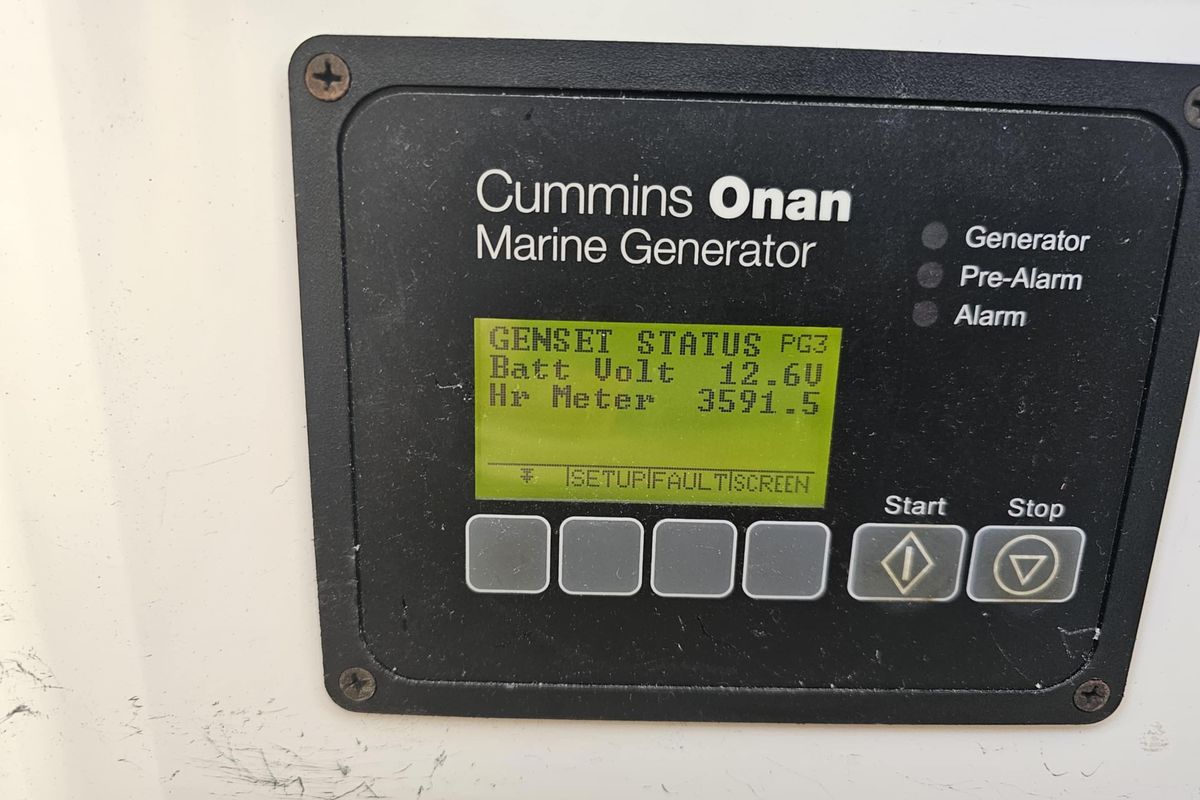 Cummins Onan
Marine Generator
Generator
Pre-Alarm
Alarm
GENSET STATUS PG3
Batt Volt 12.6V
Hr Meter 3591.5
SETUP FAULT SCREEN
Start Stop